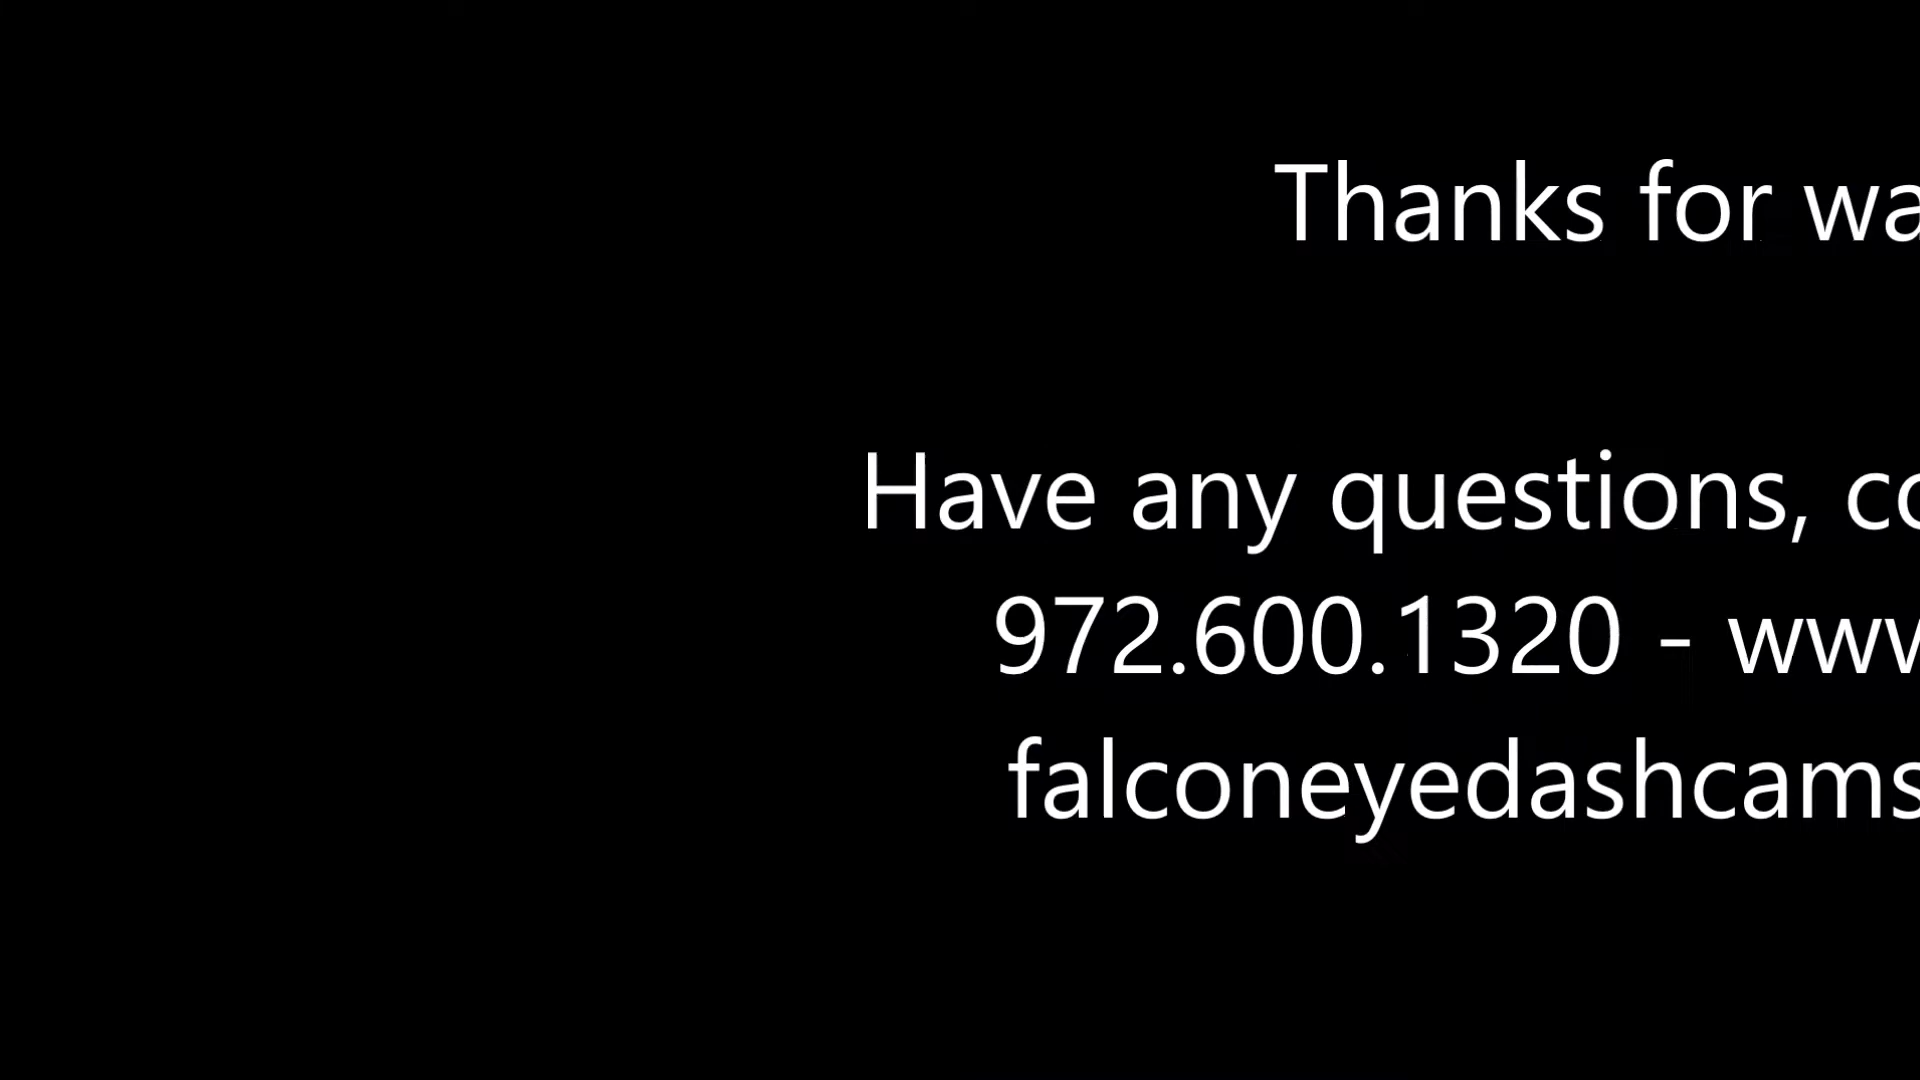 Thanks for wa
Have any questions, co
972.600.1320 - www
falconeyedashcams